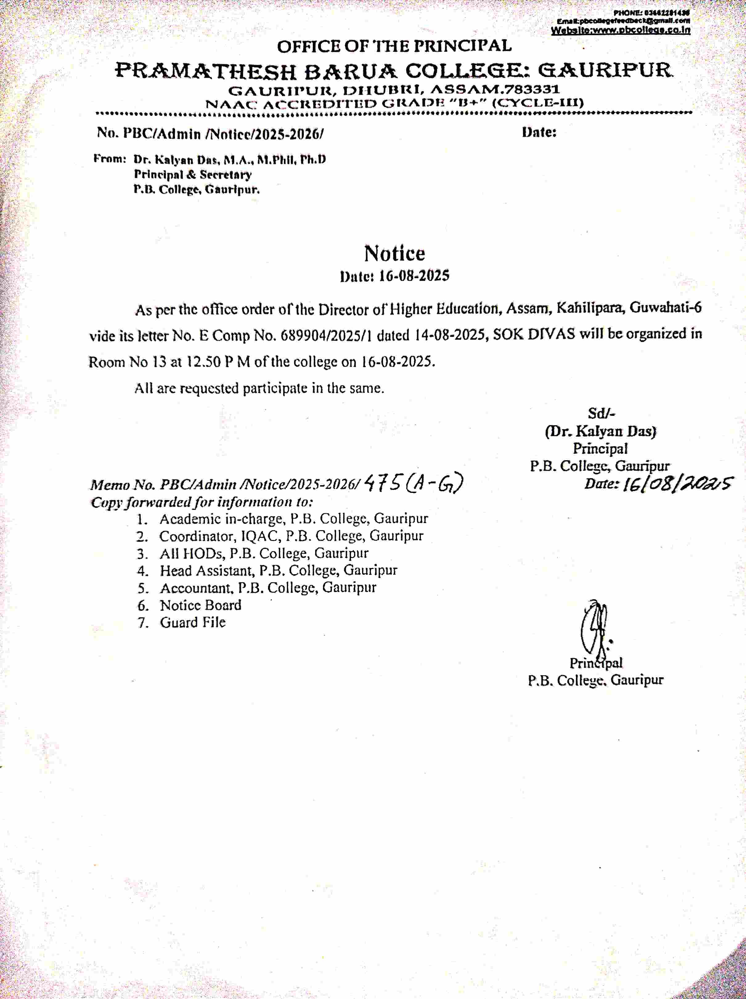 Email:pbcollegefeedback@gmail.com
Website:www.pbcollege.co.in
OFFICE OF THE PRINCIPAL
PRAMATHESH BARUA COLLEGE: GAURIPUR
GAURIPUR, DHUBRI, ASSAM.783331
NAAC ACCREDITED GRADE "B+" (CYCLE-III)
No. PBC/Admin /Notice/2025-2026/ Date:
From: Dr. Kalyan Das, M.A., M.Phil, Ph.D
Principal & Secretary
P.B. College, Gauripur.
Notice
Date: 16-08-2025
As per the office order of the Director of Higher Education, Assam, Kahilipara, Guwahati-6
vide its letter No. E Comp No. 689904/2025/1 dated 14-08-2025, SOK DIVAS will be organized in
Room No 13 at 12.50 P M of the college on 16-08-2025.
All are requested participate in the same.
Sd/-
(Dr. Kalyan Das)
Principal
P.B. College, Gauripur
Memo No. PBC/Admin /Notice/2025-2026/ 475 (A-G) Date: 16/08/2025
Copy forwarded for information to:
1. Academic in-charge, P.B. College, Gauripur
2. Coordinator, IQAC, P.B. College, Gauripur
3. All HODs, P.B. College, Gauripur
4. Head Assistant, P.B. College, Gauripur
5. Accountant, P.B. College, Gauripur
6. Notice Board
7. Guard File
Principal
P.B. College, Gauripur